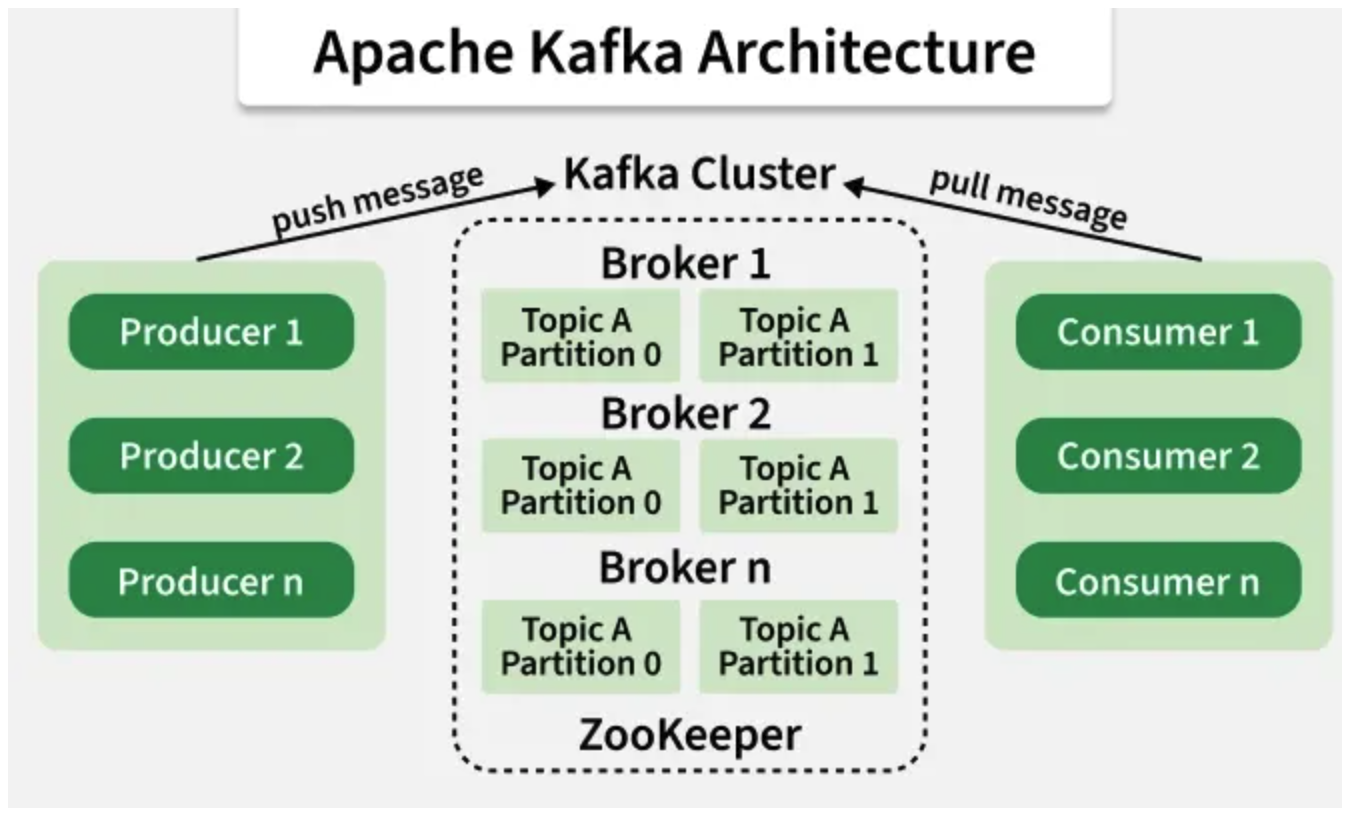 Apache Kafka Architecture
push message
Kafka Cluster
pull message
Producer 1
Producer 2
Producer n
Broker 1
Topic A
Partition 0
Topic A
Partition 1
Broker 2
Topic A
Partition 0
Topic A
Partition 1
Broker n
Topic A
Partition 0
Topic A
Partition 1
ZooKeeper
Consumer 1
Consumer 2
Consumer n